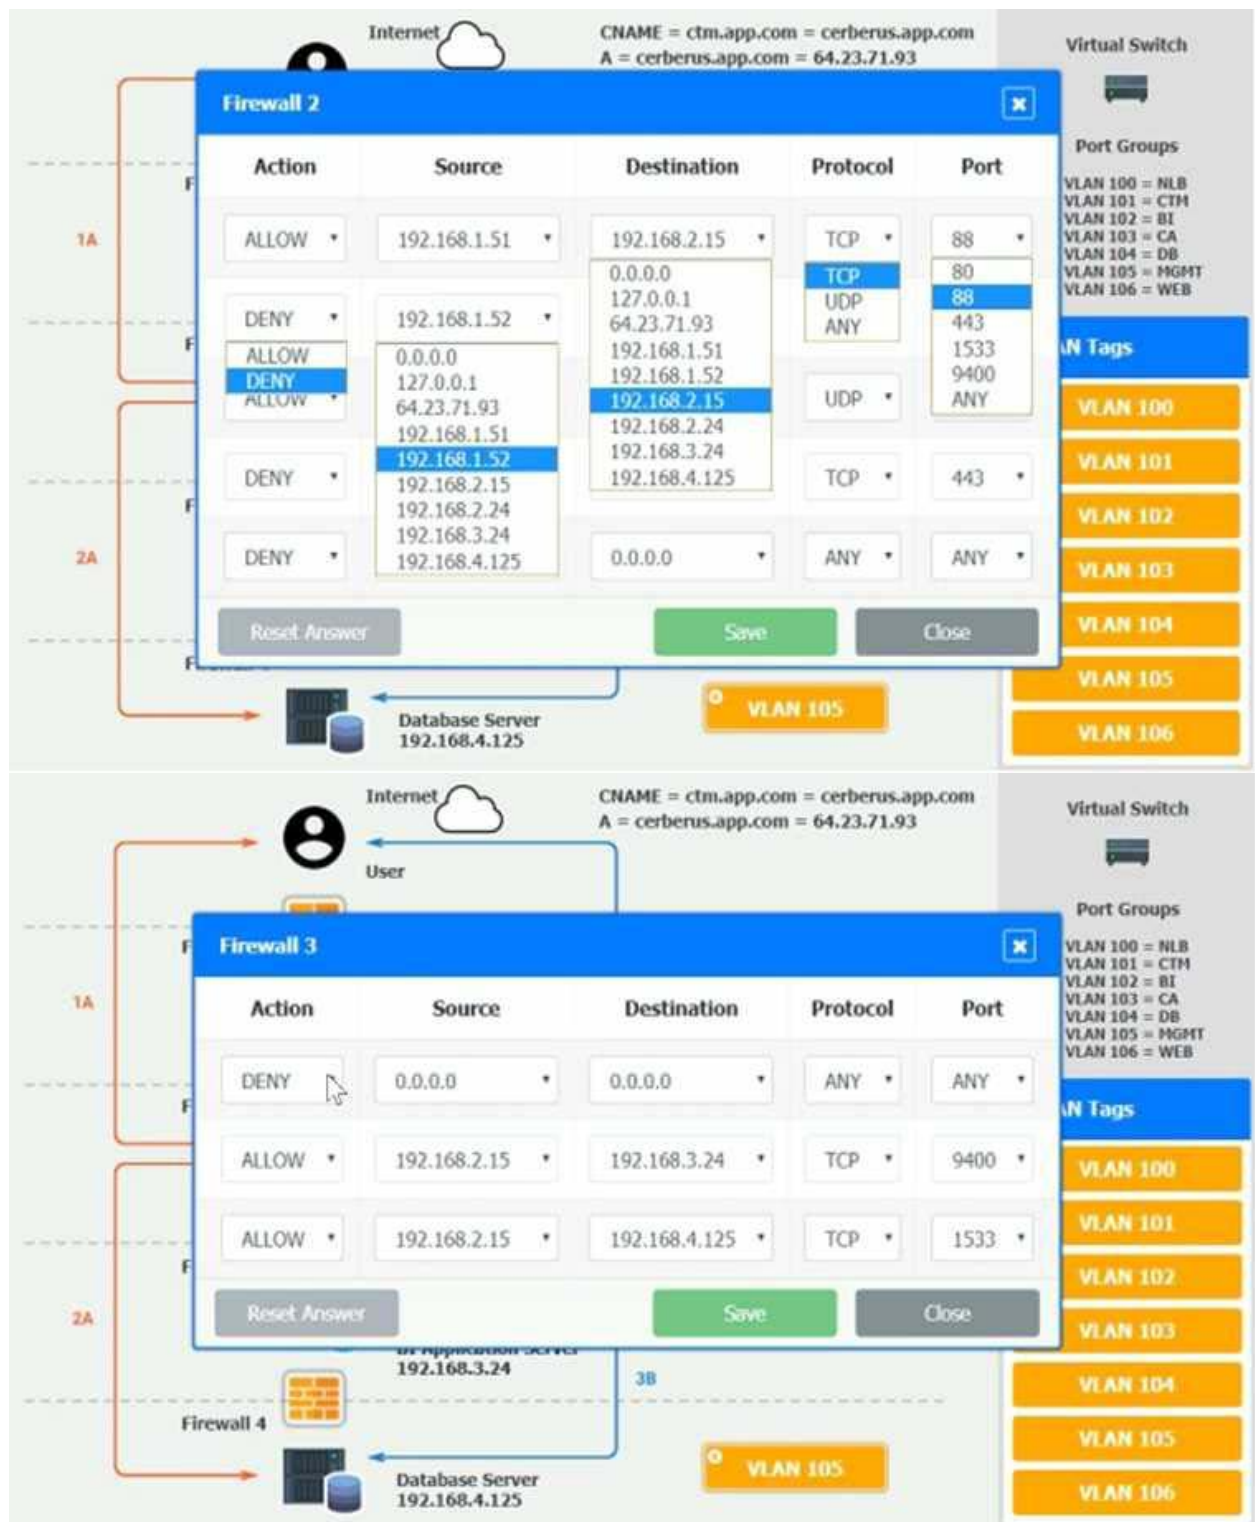 Internet
CNAME = ctm.app.com = cerberus.app.com
A = cerberus.app.com = 64.23.71.93
Virtual Switch
Port Groups
VLAN 100 = NLB
VLAN 101 = CTM
VLAN 102 = BI
VLAN 103 = CA
VLAN 104 = DB
VLAN 105 = MGMT
VLAN 106 = WEB
Firewall 2
Action Source Destination Protocol Port
1A
ALLOW 192.168.1.51 192.168.2.15 TCP 88
0.0.0.0
127.0.0.1
64.23.71.93
192.168.1.51
192.168.1.52
192.168.2.15
192.168.2.24
192.168.3.24
192.168.4.125
TCP
UDP
ANY
80
88
443
1533
9400
ANY
DENY 192.168.1.52
ALLOW
DENY
0.0.0.0
127.0.0.1
64.23.71.93
192.168.1.51
192.168.1.52
192.168.2.15
192.168.2.24
192.168.3.24
192.168.4.125
ALLOW UDP
DENY TCP 443
2A
DENY 0.0.0.0 ANY ANY
Reset Answer Save Close
N Tags
VLAN 100
VLAN 101
VLAN 102
VLAN 103
VLAN 104
VLAN 105
VLAN 106
Database Server
192.168.4.125
VLAN 105
Internet
CNAME = ctm.app.com = cerberus.app.com
A = cerberus.app.com = 64.23.71.93
User
Virtual Switch
Port Groups
VLAN 100 = NLB
VLAN 101 = CTM
VLAN 102 = BI
VLAN 103 = CA
VLAN 104 = DB
VLAN 105 = MGMT
VLAN 106 = WEB
Firewall 3
1A
Action Source Destination Protocol Port
DENY 0.0.0.0 0.0.0.0 ANY ANY
ALLOW 192.168.2.15 192.168.3.24 TCP 9400
ALLOW 192.168.2.15 192.168.4.125 TCP 1533
2A
Reset Answer Save Close
N Tags
VLAN 100
VLAN 101
VLAN 102
VLAN 103
VLAN 104
VLAN 105
VLAN 106
BI Application Server
192.168.3.24
3B
Firewall 4
Database Server
192.168.4.125
VLAN 105